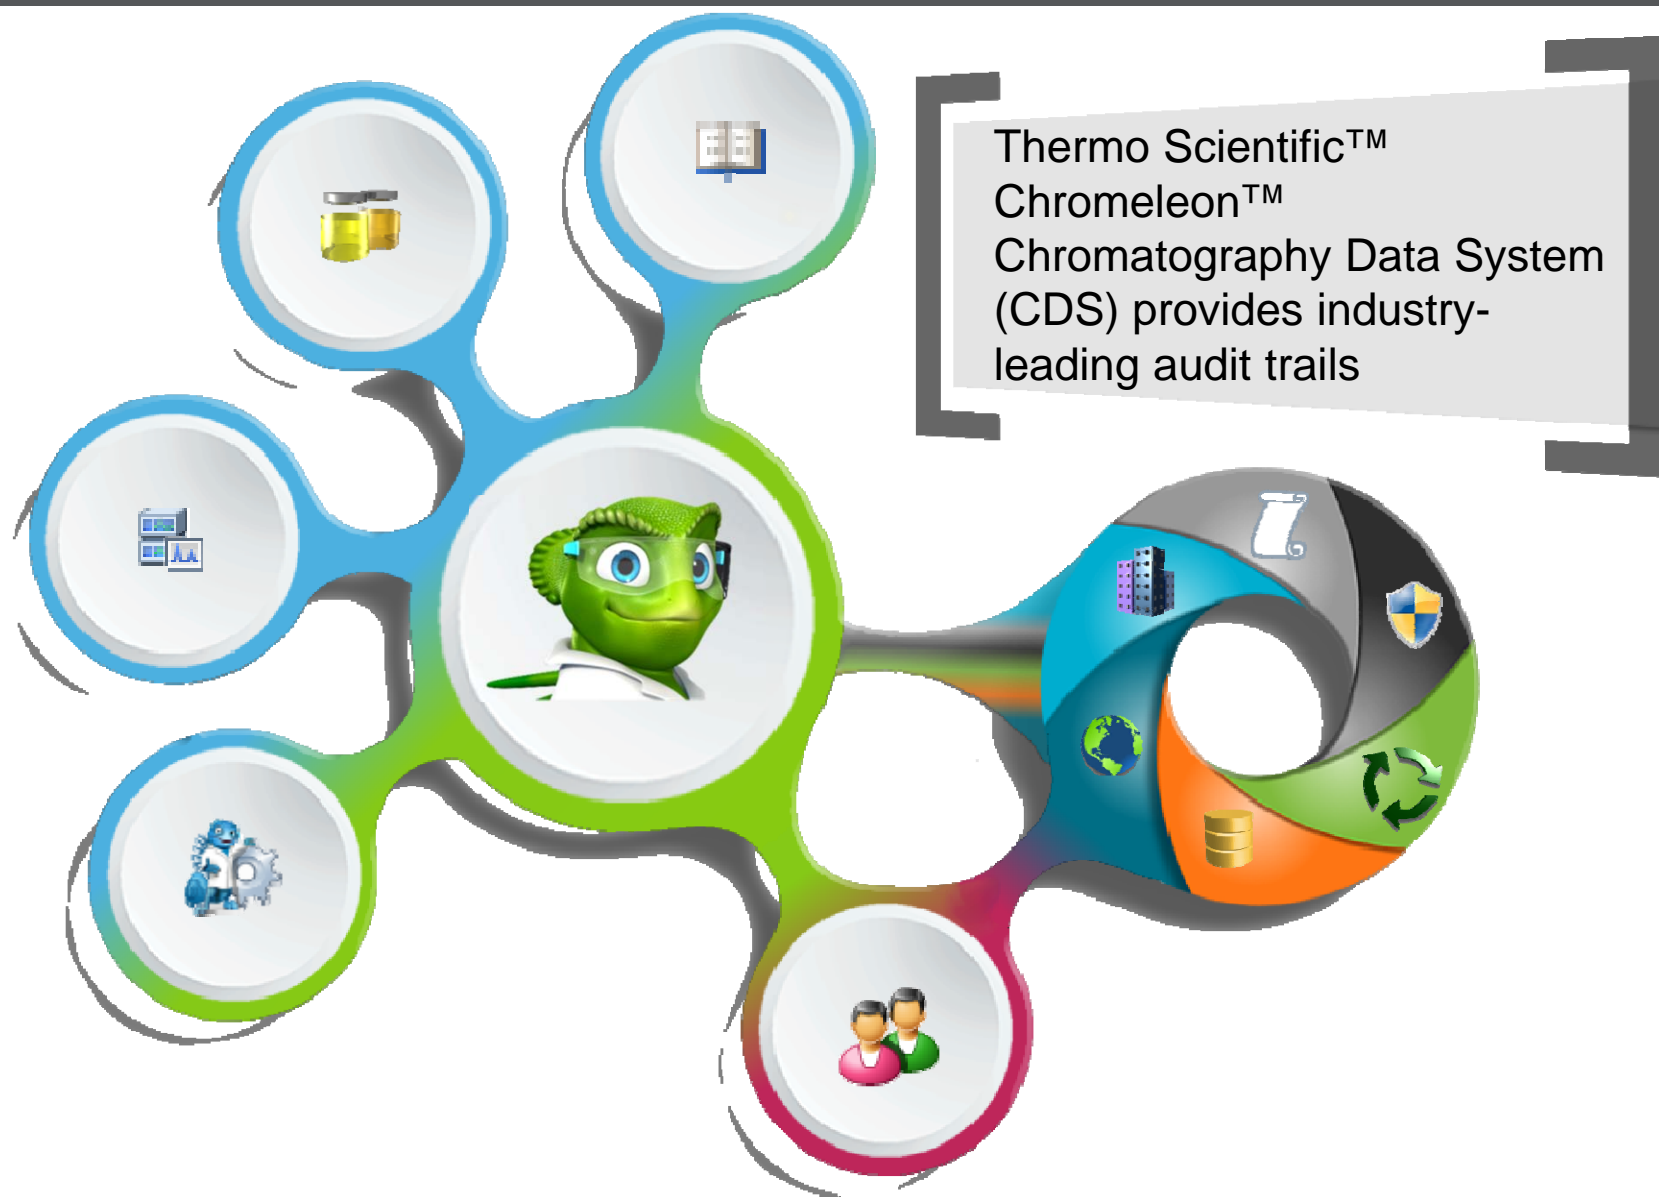 Thermo Scientific™
Chromeleon™
Chromatography Data System
(CDS) provides industry-
leading audit trails